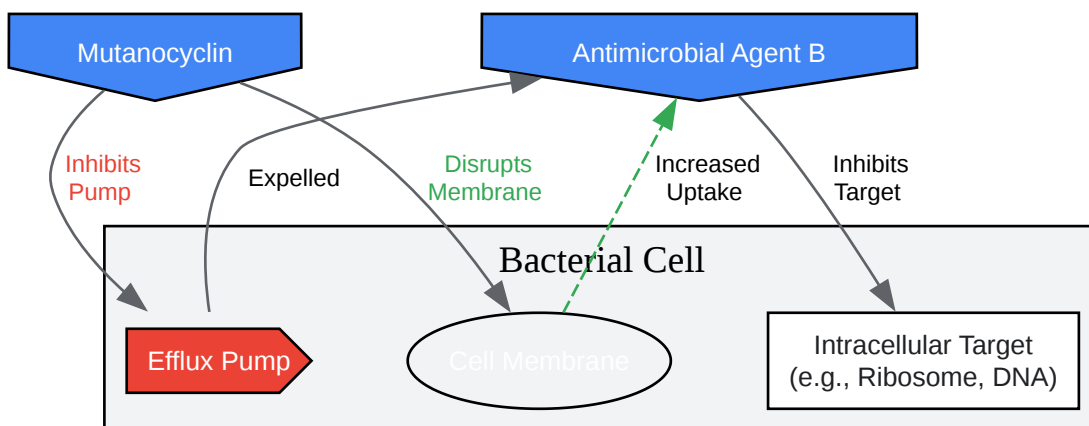 Mutanocyclin
Antimicrobial Agent B
Inhibits
Pump
Expelled
Disrupts
Membrane
Increased
Uptake
Inhibits
Target
Bacterial Cell
Efflux Pump
Cell Membrane
Intracellular Target
(e.g., Ribosome, DNA)